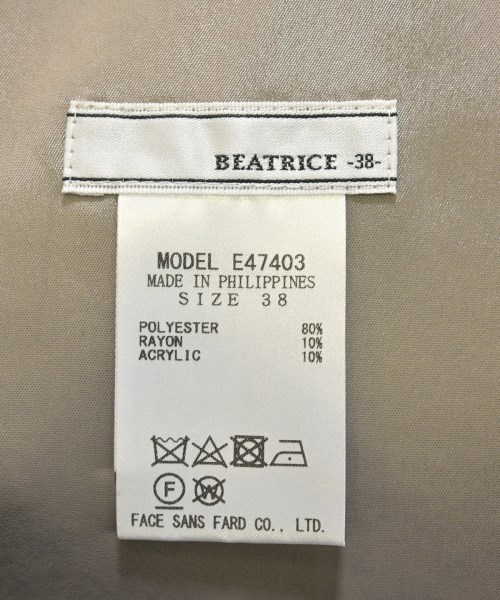 BEATRICE -38-
MODEL E47403
MADE IN PHILIPPINES
SIZE 38
POLYESTER 80%
RAYON 10%
ACRYLIC 10%
F W
FACE SANS FARD CO., LTD.